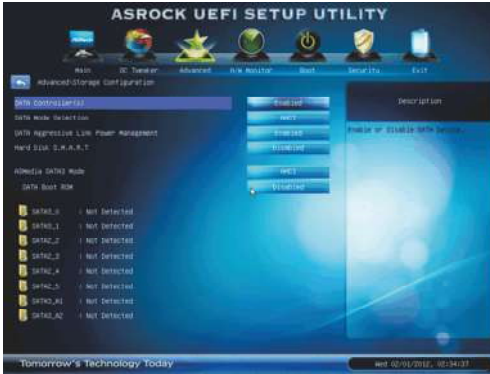 ASROCK UEFI SETUP UTILITY
Main OC Tweaker Advanced H/W Monitor Boot Security Exit
Advanced\Storage Configuration
SATA Controller(s) Enabled
SATA Mode Selection AHCI
SATA Aggressive Link Power Management Enabled
Hard Disk S.M.A.R.T Disabled
ASMedia SATA3 Mode AHCI
SATA Boot ROM Disabled
SATA3_0 : Not Detected
SATA3_1 : Not Detected
SATA2_2 : Not Detected
SATA2_3 : Not Detected
SATA2_4 : Not Detected
SATA2_5 : Not Detected
SATA3_A1 : Not Detected
SATA3_A2 : Not Detected
Description
Enable or Disable SATA Device.
Tomorrow's Technology Today
Wed 02/01/2012, 02:34:37